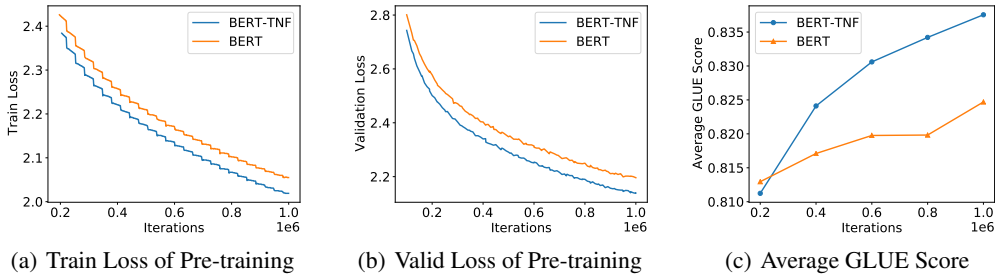 2.4
2.3
2.2
2.1
2.0
Train Loss
BERT-TNF
BERT
0.2 0.4 0.6 0.8 1.0
Iterations 1e6
(a) Train Loss of Pre-training
2.8
2.6
2.4
2.2
Validation Loss
BERT-TNF
BERT
0.2 0.4 0.6 0.8 1.0
Iterations 1e6
(b) Valid Loss of Pre-training
0.835
0.830
0.825
0.820
0.815
0.810
Average GLUE Score
BERT-TNF
BERT
0.2 0.4 0.6 0.8 1.0
Iterations 1e6
(c) Average GLUE Score